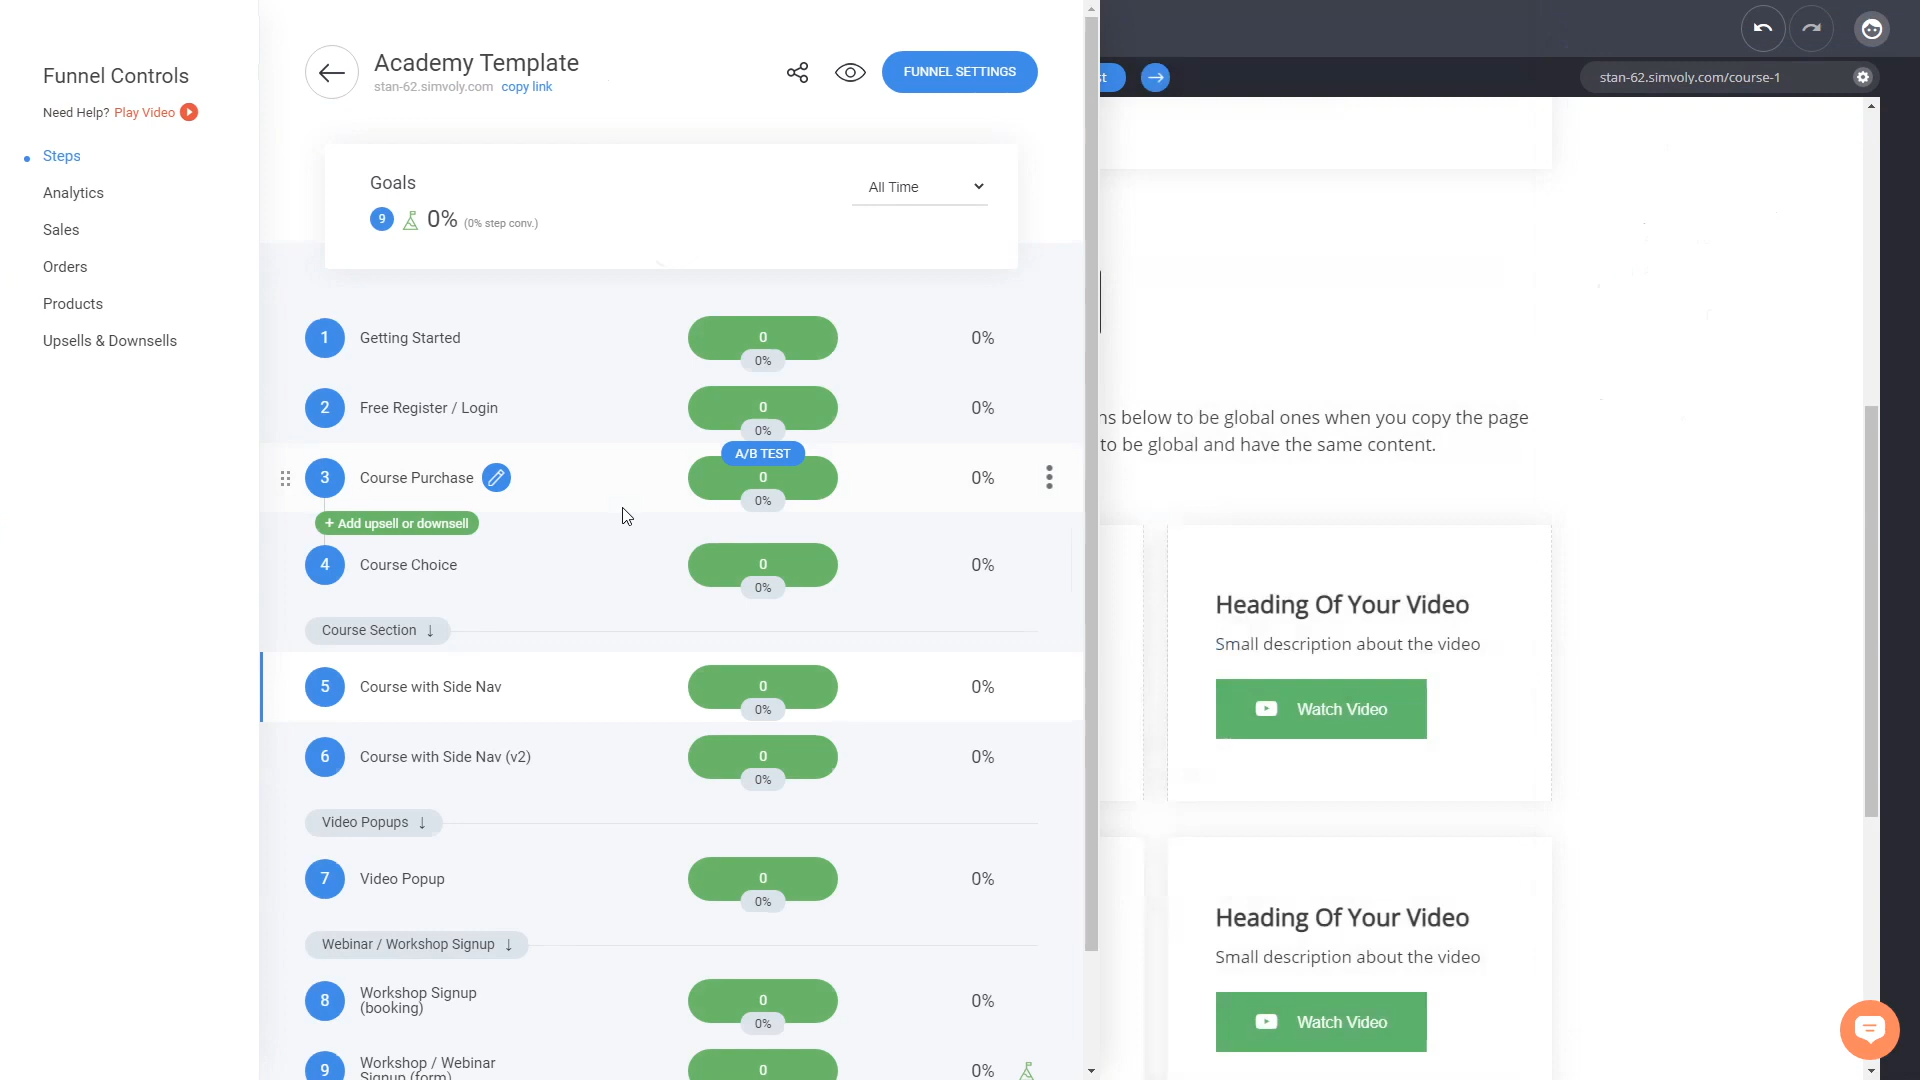 Funnel Controls
Need Help? Play Video
Steps
Analytics
Sales
Orders
Products
Upsells & Downsells
Academy Template
stan-62.simvoly.com copy link
FUNNEL SETTINGS
Goals
All Time
9 0% (0% step conv.)
1 Getting Started 0 0%
0%
2 Free Register / Login 0 0%
0%
A/B TEST
3 Course Purchase 0 0%
0%
+ Add upsell or downsell
4 Course Choice 0 0%
0%
Course Section ↓
5 Course with Side Nav 0 0%
0%
6 Course with Side Nav (v2) 0 0%
0%
Video Popups ↓
7 Video Popup 0 0%
0%
Webinar / Workshop Signup ↓
8 Workshop Signup
(booking) 0 0%
0%
9 Workshop / Webinar
Signup (form) 0 0%
stan-62.simvoly.com/course-1
below to be global ones when you copy the page
to be global and have the same content.
Heading Of Your Video
Small description about the video
Watch Video
Heading Of Your Video
Small description about the video
Watch Video